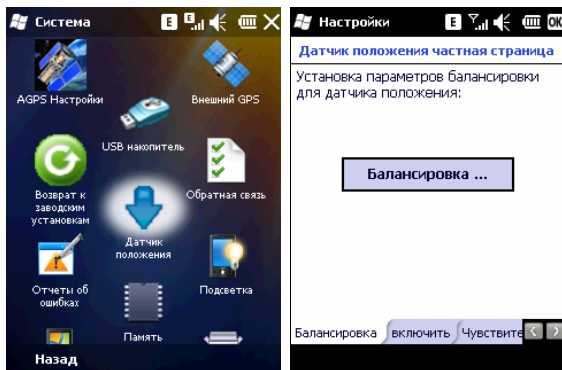 Система
E
E
AGPS Настройки
Внешний GPS
USB накопитель
Возврат к
заводским
установкам
Обратная связь
Датчик
положения
Отчеты об
ошибках
Подсветка
Память
Назад
Настройки
E
OK
Датчик положения частная страница
Установка параметров балансировки
для датчика положения:
Балансировка ...
Балансировка включить Чувствите